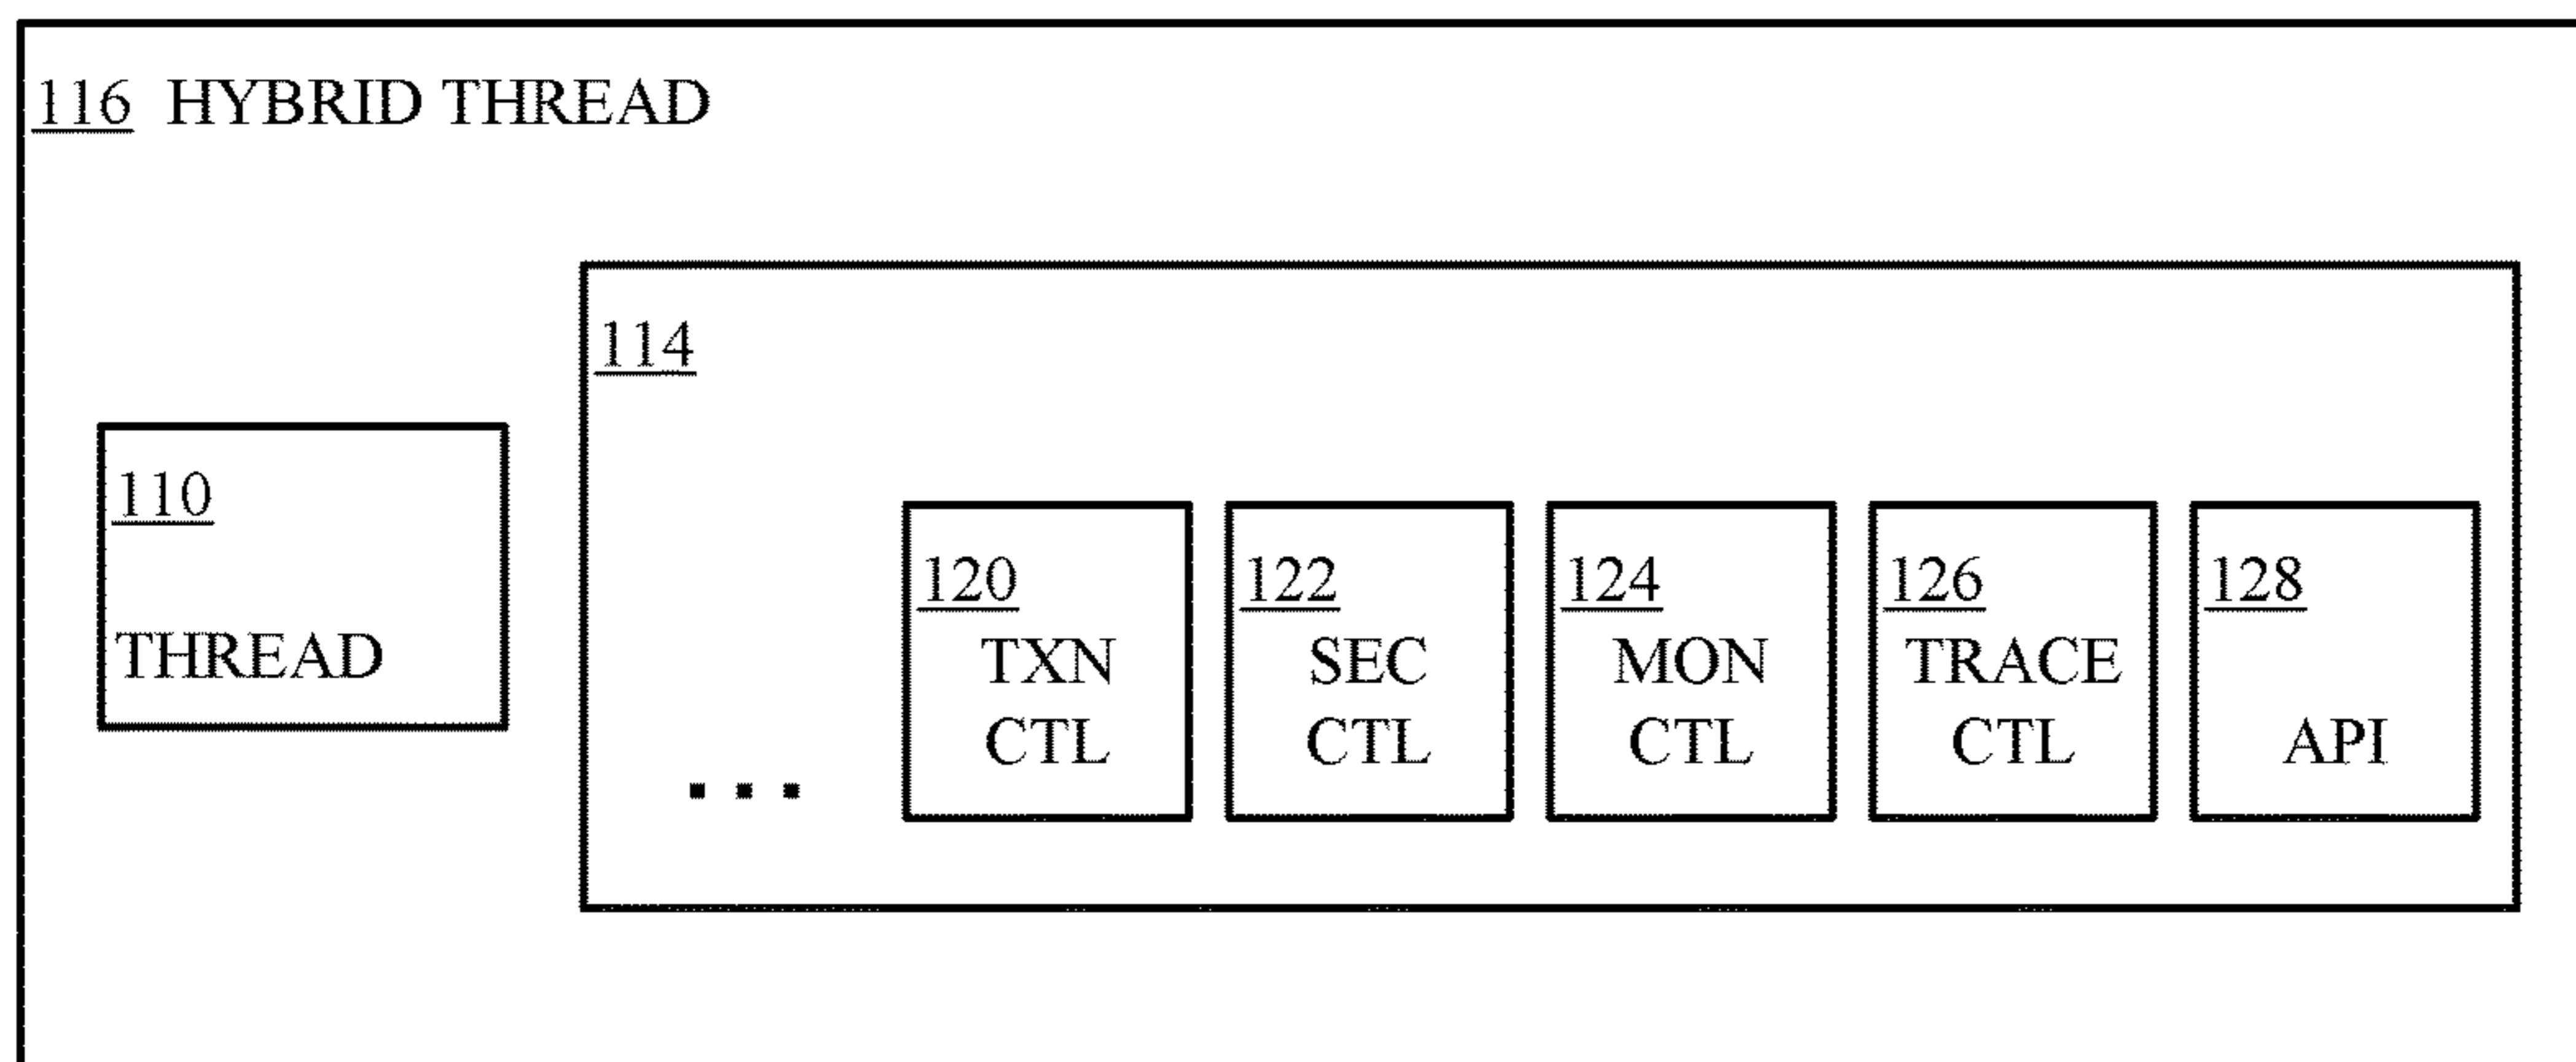 116 HYBRID THREAD
114
110
THREAD
...
120
TXN
CTL
122
SEC
CTL
124
MON
CTL
126
TRACE
CTL
128
API